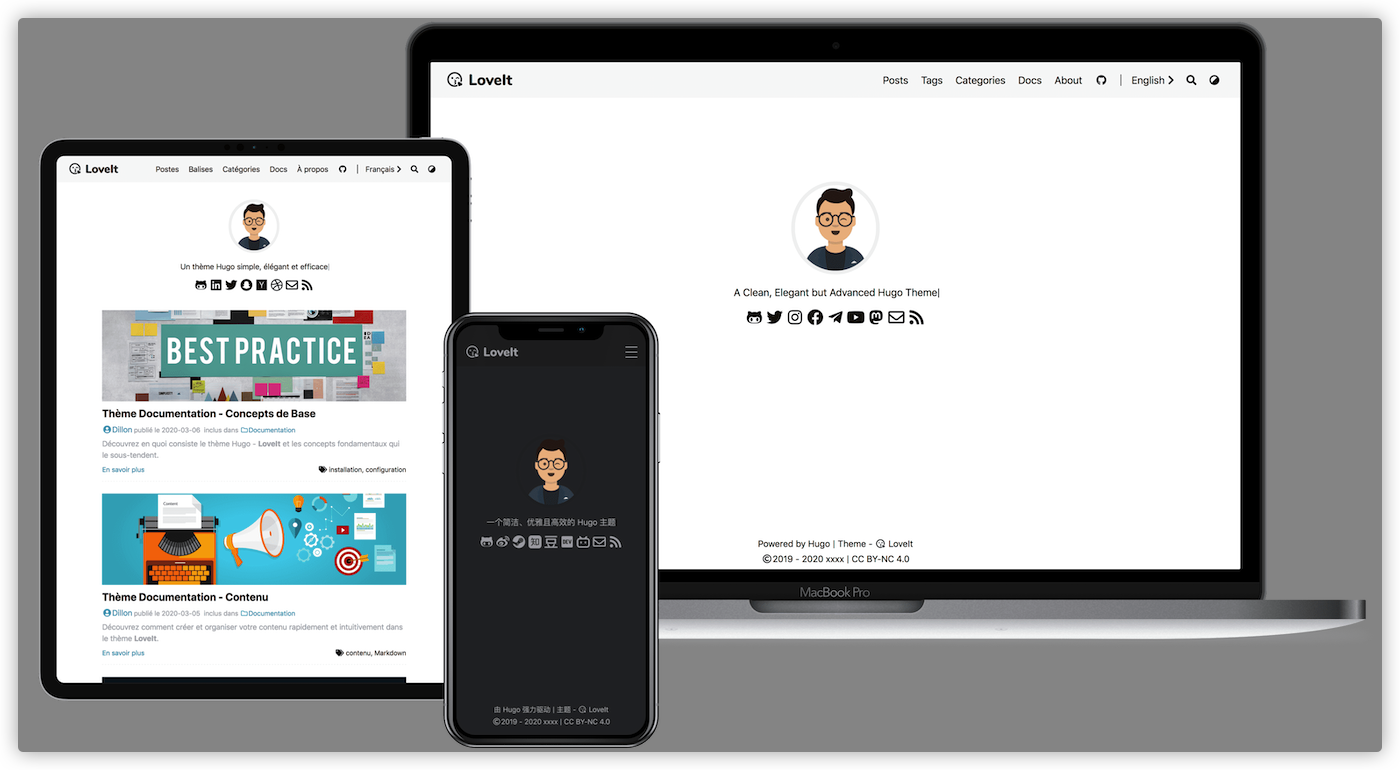 LoveIt
Posts Tags Categories Docs About | English
A Clean, Elegant but Advanced Hugo Theme|
Powered by Hugo | Theme - LoveIt
©2019 - 2020 xxxx | CC BY-NC 4.0
MacBook Pro
LoveIt
Postes Balises Catégories Docs À propos | Français
Un thème Hugo simple, élégant et efficace|
BEST PRACTICE
Thème Documentation - Concepts de Base
Dillon publié le 2020-03-06 inclus dans Documentation
Découvrez en quoi consiste le thème Hugo - LoveIt et les concepts fondamentaux qui
le sous-tendent.
En savoir plus
installation, configuration
Content
Thème Documentation - Contenu
Dillon publié le 2020-03-05 inclus dans Documentation
Découvrez comment créer et organiser votre contenu rapidement et intuitivement dans
le thème LoveIt.
En savoir plus
contenu, Markdown
LoveIt
一个简洁、优雅且高效的 Hugo 主题
由 Hugo 强力驱动 | 主题 - LoveIt
©2019 - 2020 xxxx | CC BY-NC 4.0